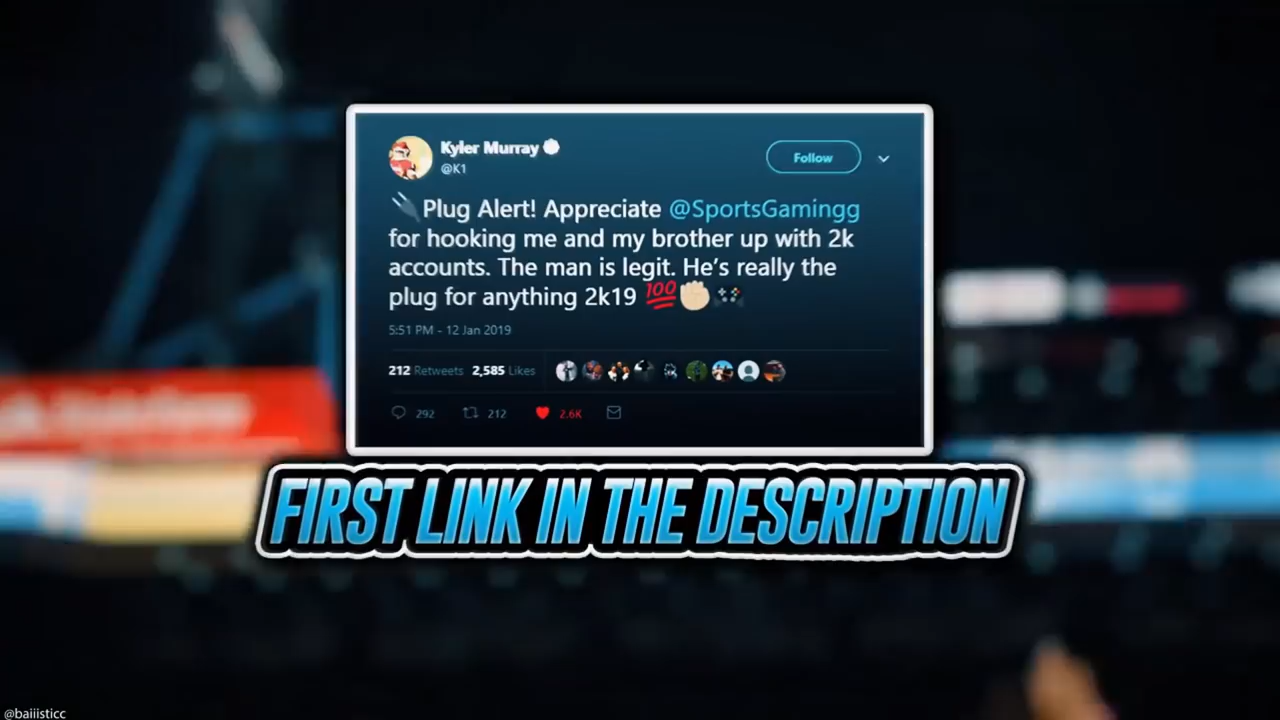 Kyler Murray
@K1
Follow
Plug Alert! Appreciate @SportsGamingg
for hooking me and my brother up with 2k
accounts. The man is legit. He’s really the
plug for anything 2k19 💯✊🏼🎮
5:51 PM - 12 Jan 2019
212 Retweets 2,585 Likes
292 212 2.6K
FIRST LINK IN THE DESCRIPTION
@baiiisticc